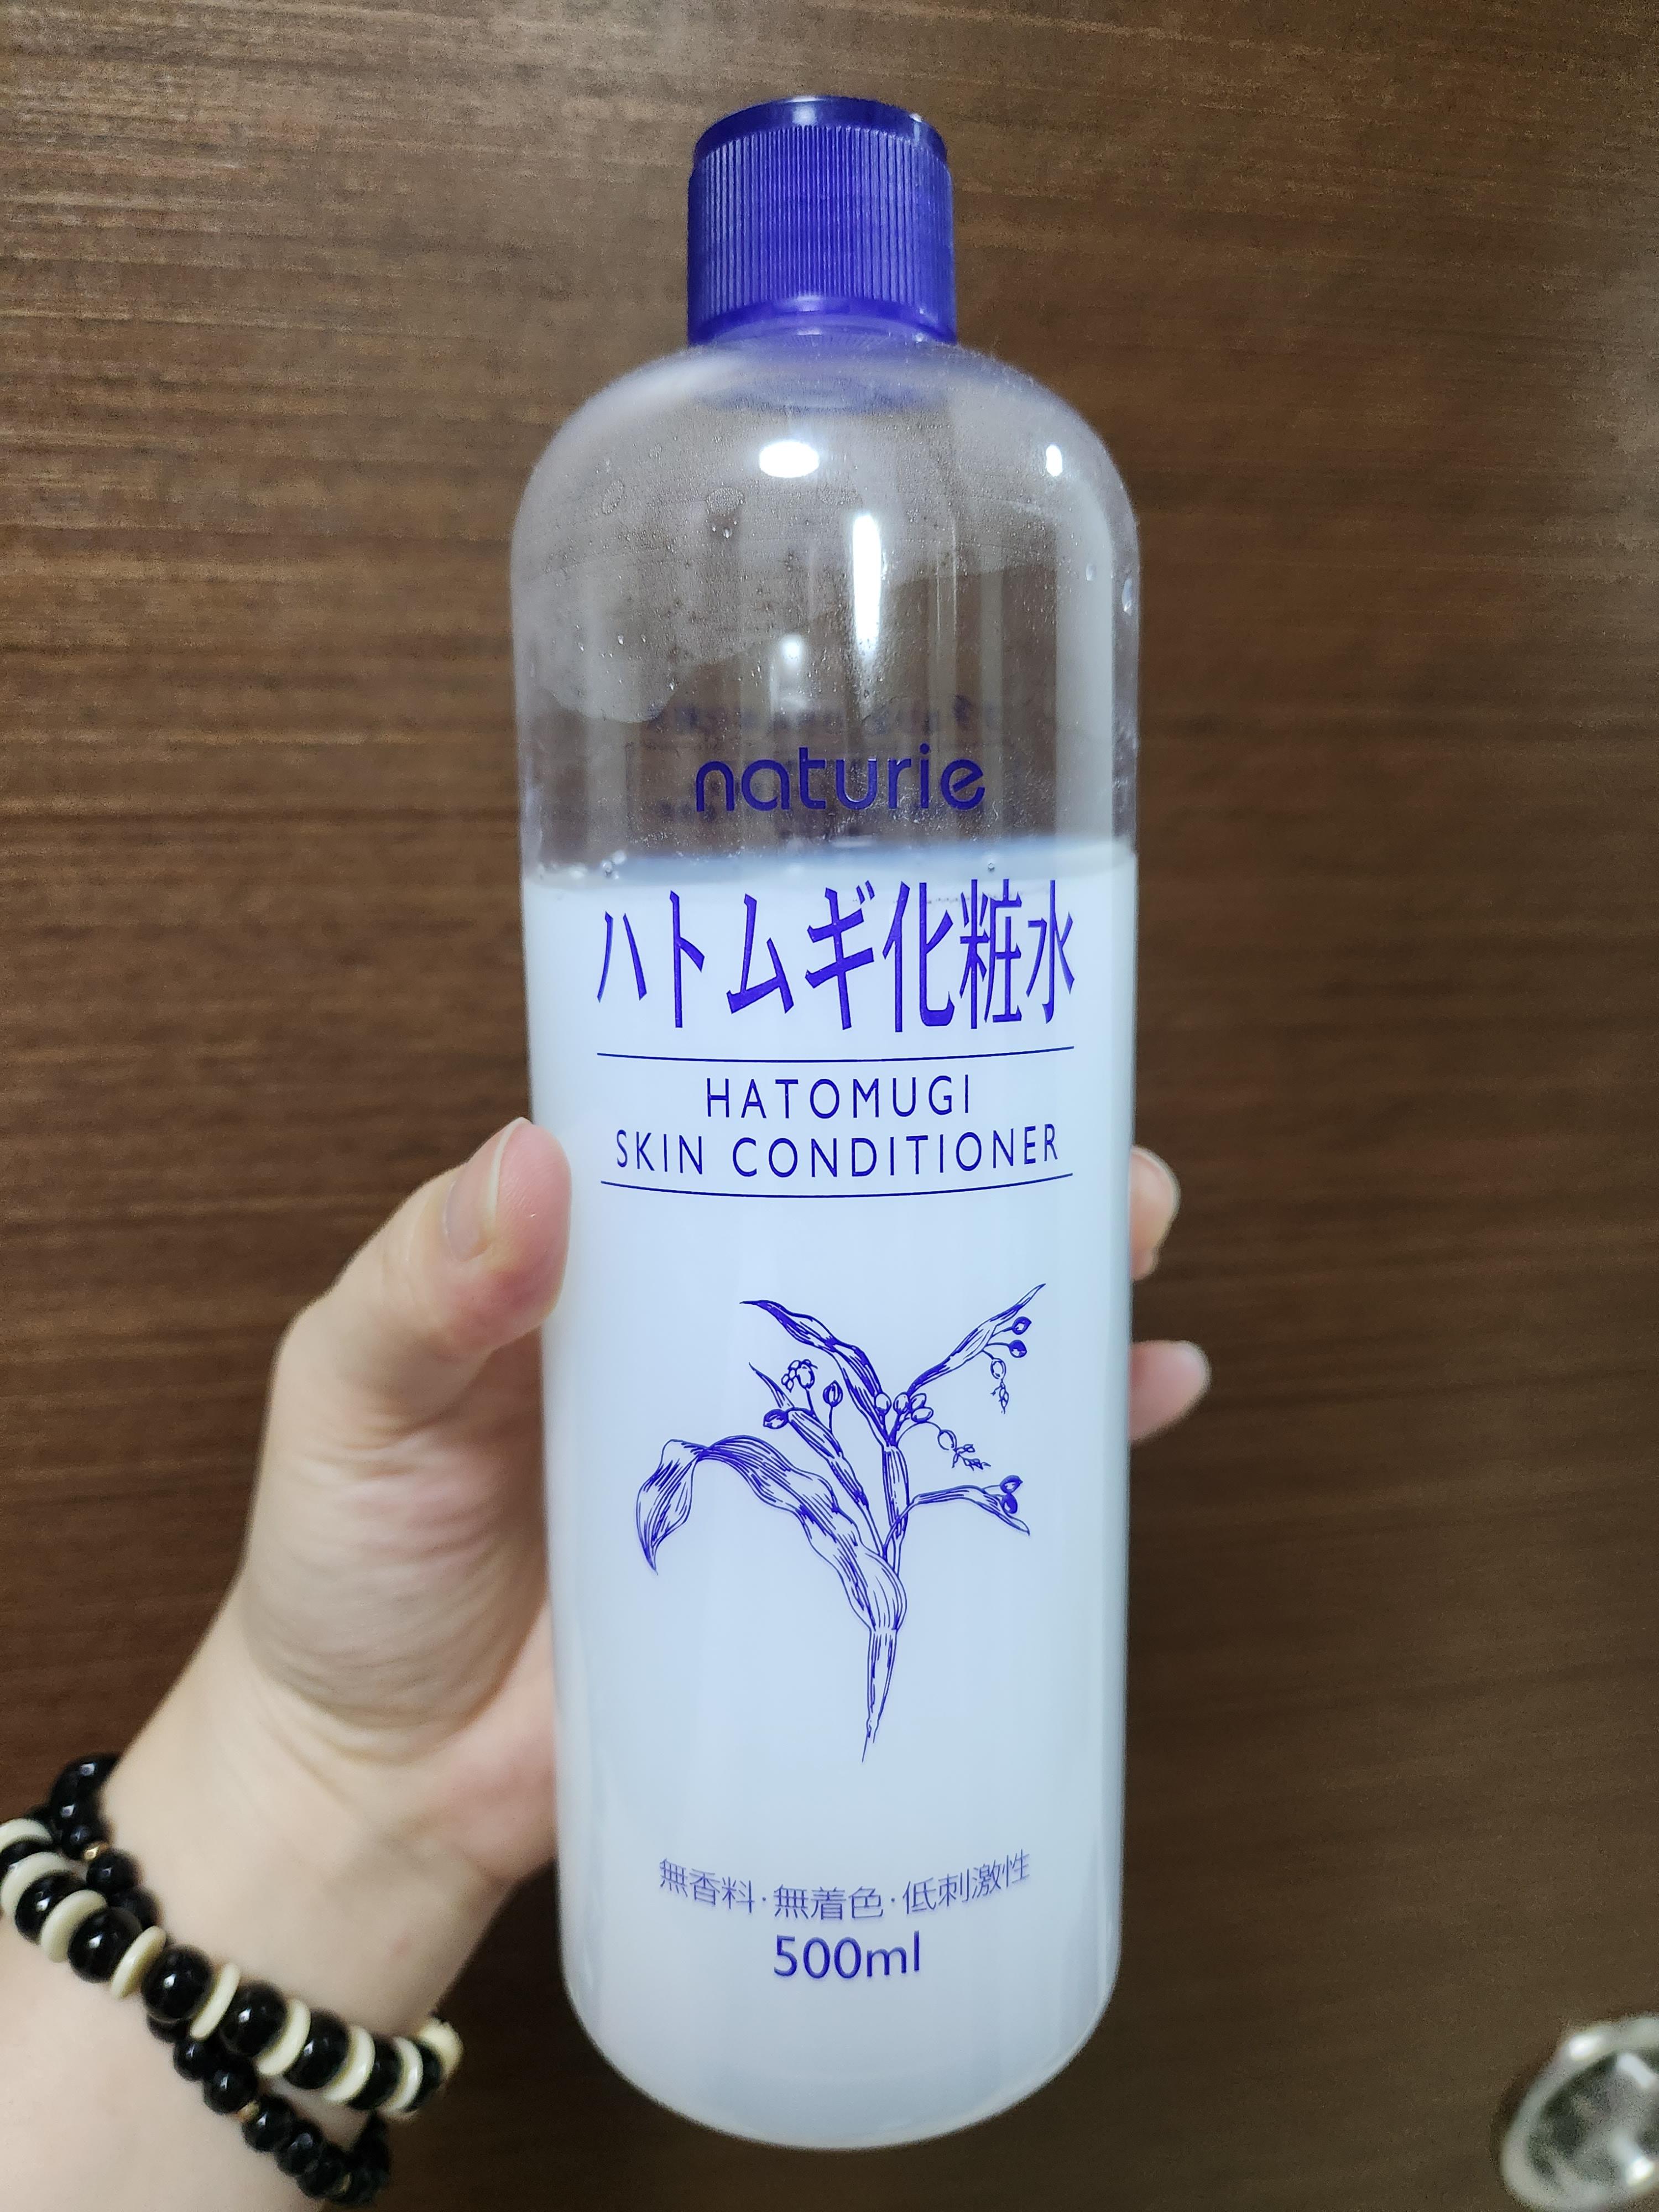 naturie
ハトムギ化粧水
HATOMUGI
SKIN CONDITIONER
無香料·無着色·低刺激性
500ml